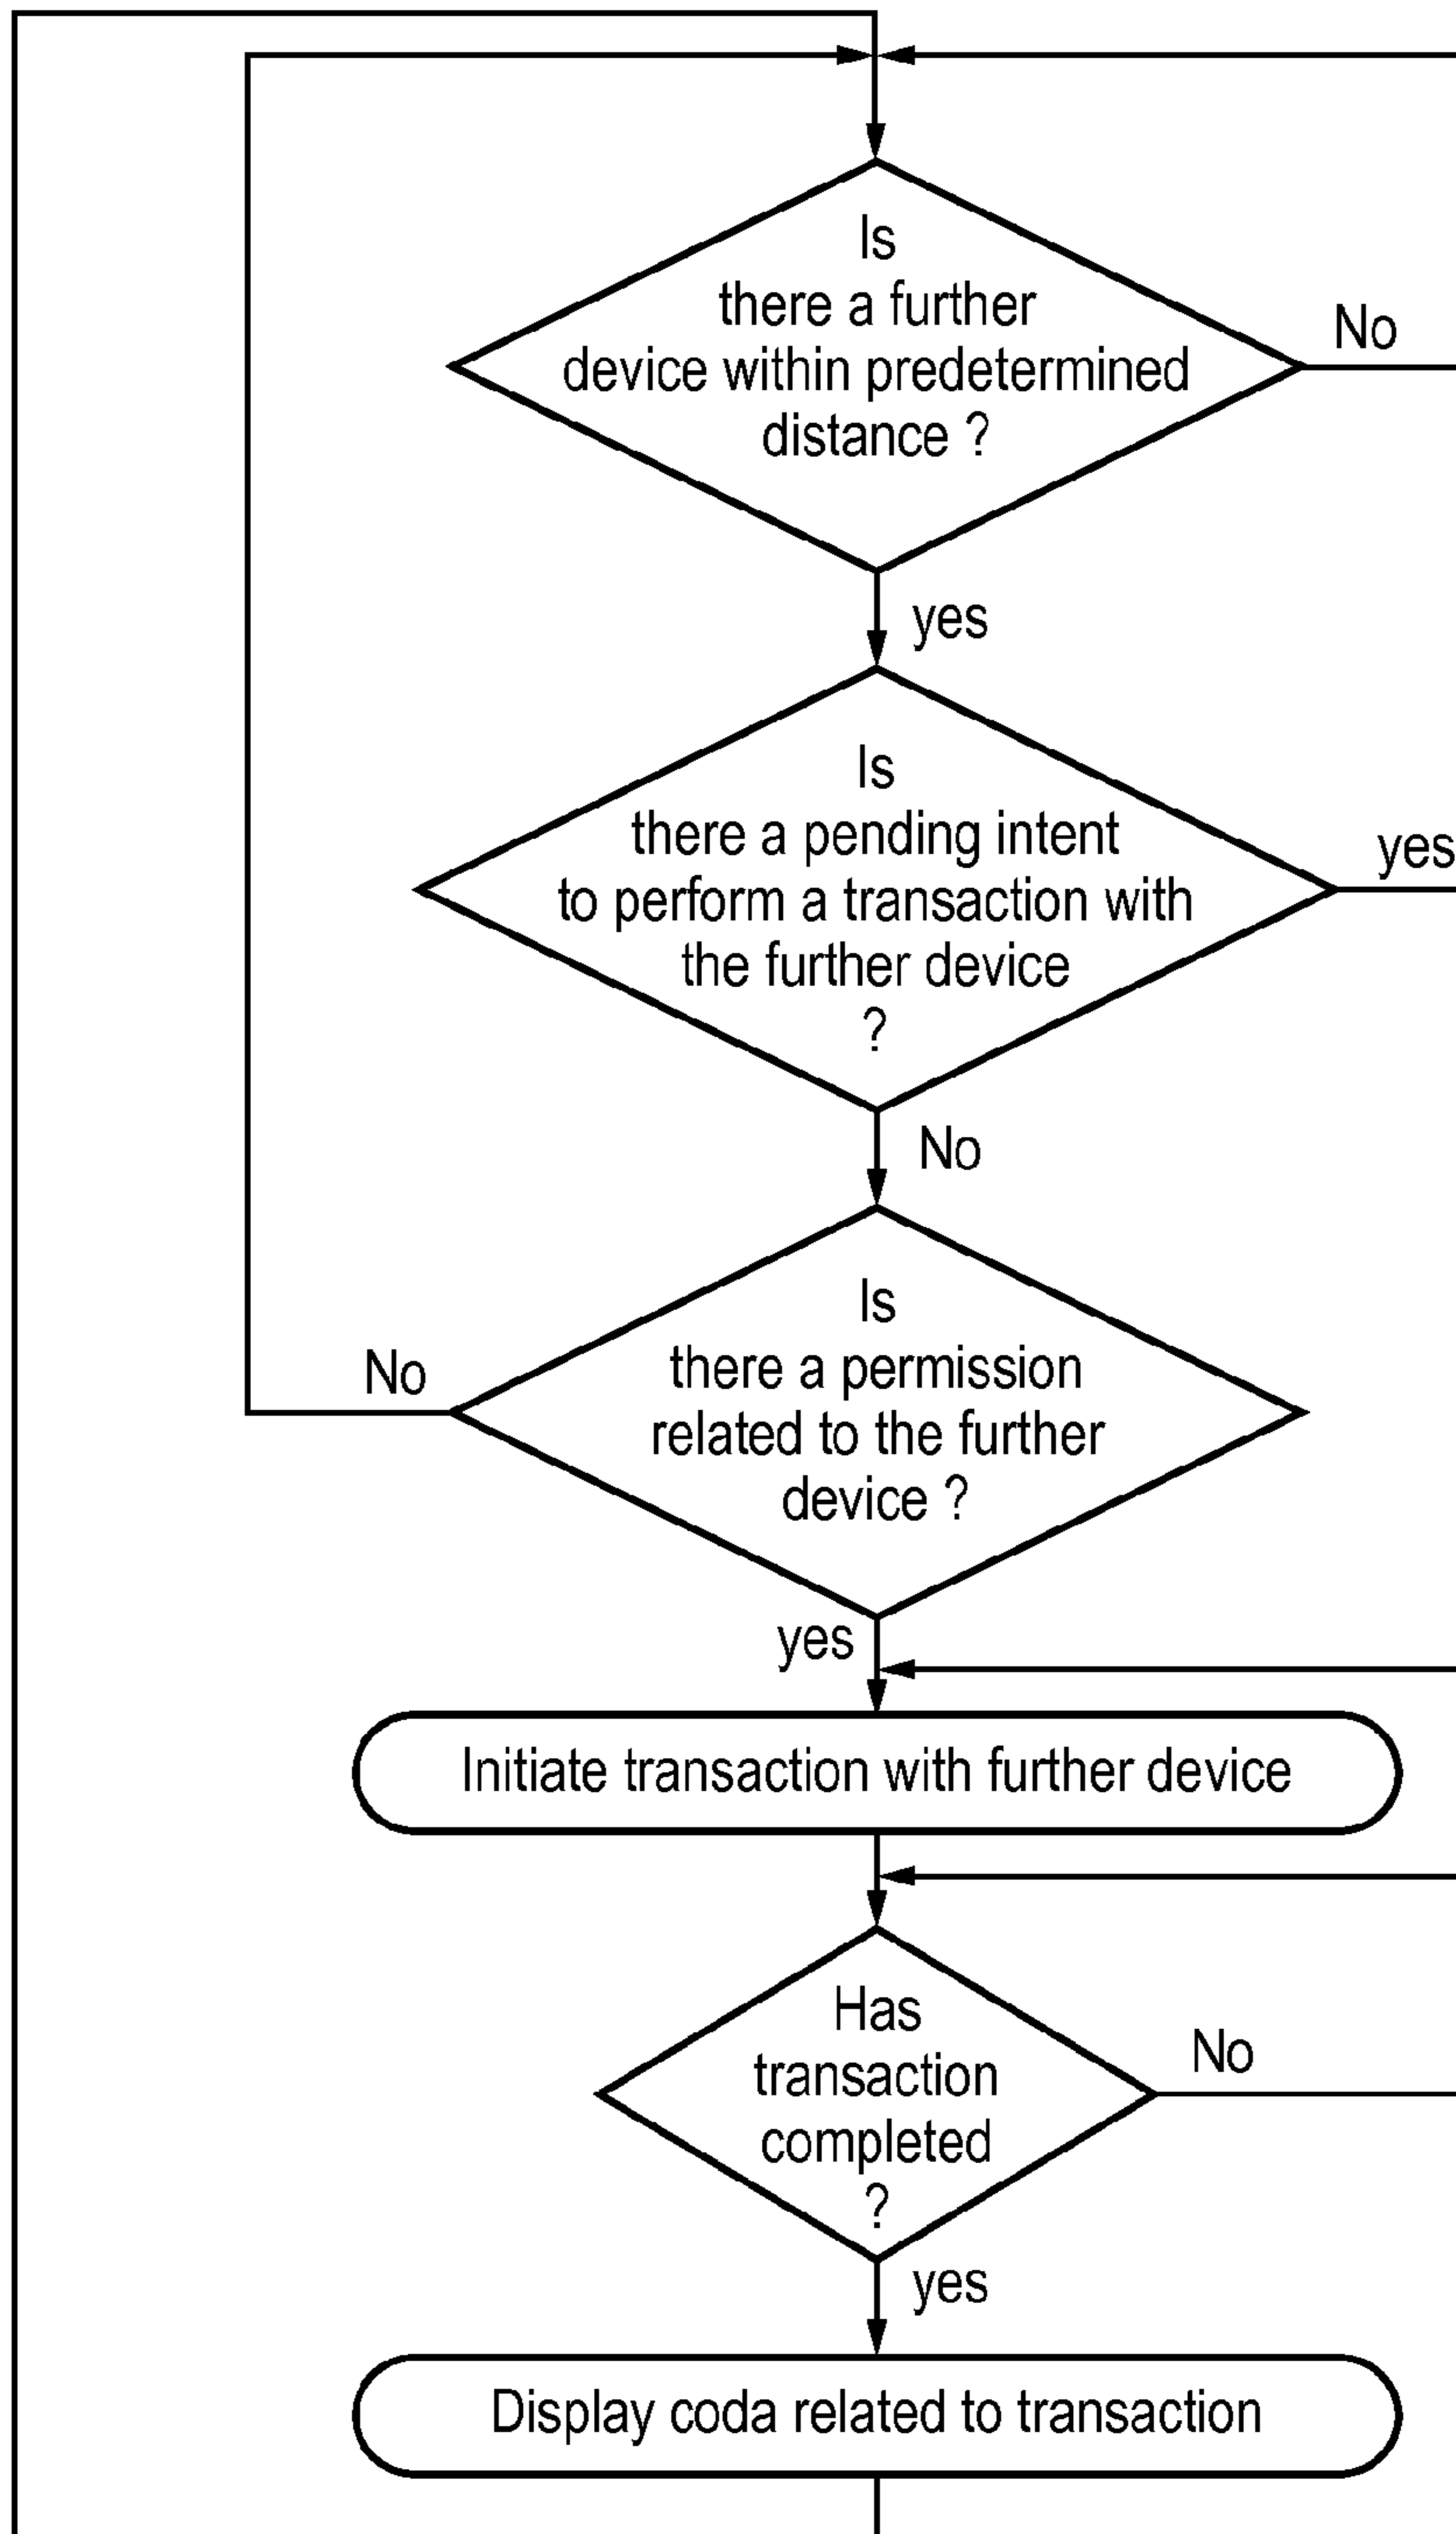 Is
there a further
device within predetermined
distance ?
No
yes
Is
there a pending intent
to perform a transaction with
the further device
?
yes
No
Is
there a permission
related to the further
device ?
No
yes
Initiate transaction with further device
Has
transaction
completed
?
No
yes
Display coda related to transaction